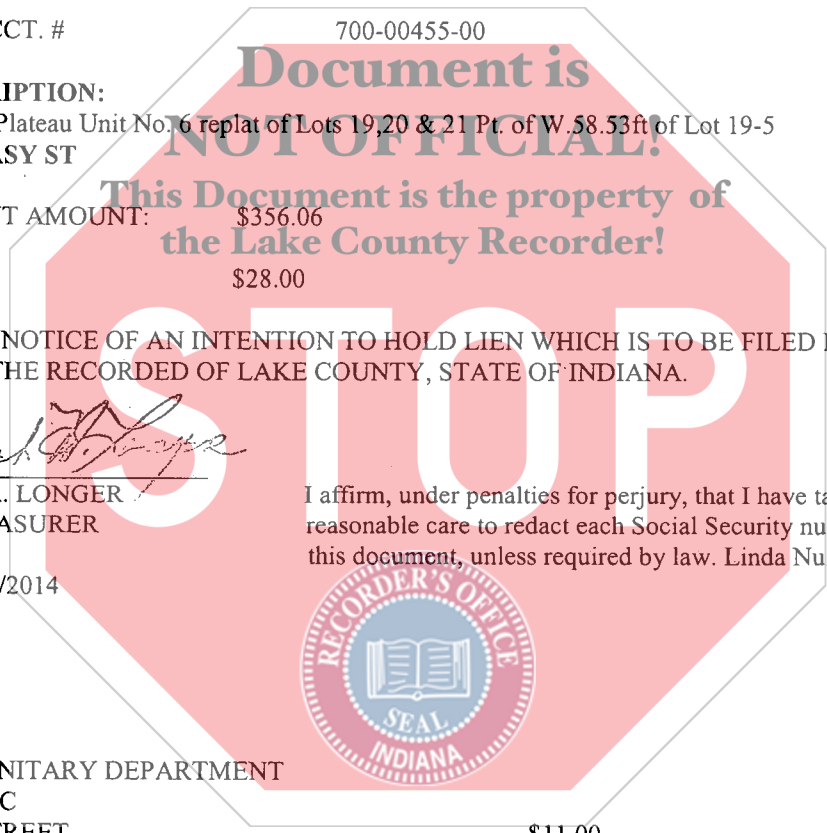 CCT. # 700-00455-00
Document is
RIPTION:
Plateau Unit No. 6 replat of Lots 19,20 & 21 Pt. of W.58.53ft of Lot 19-5
NOT OFFICIAL!
ASY ST
This Document is the property of
T AMOUNT: $356.06
the Lake County Recorder!
$28.00
NOTICE OF AN INTENTION TO HOLD LIEN WHICH IS TO BE FILED
THE RECORDED OF LAKE COUNTY, STATE OF INDIANA.
STOP
. LONGER
I affirm, under penalties for perjury, that I have ta
ASURER
reasonable care to redact each Social Security nu
this document, unless required by law. Linda Nu
/2014
RECORDER'S OFFICE
SEAL
INDIANA
NITARY DEPARTMENT
C
TREET $11.00